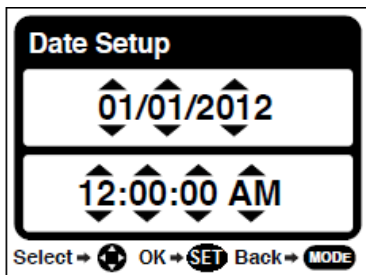 Date Setup
01/01/2012
12:00:00 AM
Select ➔ OK ➔ SET Back ➔ MODE